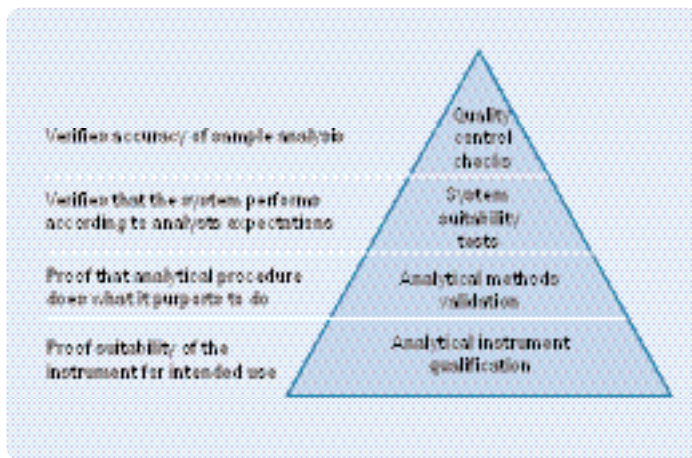 Verifies accuracy of sample analysis
Quality
control
checks
Verifies that the system performs
according to analysts expectations
System
suitability
tests
Proof that analytical procedure
does what it purports to do
Analytical methods
validation
Proof suitability of the
instrument for intended use
Analytical instrument
qualification